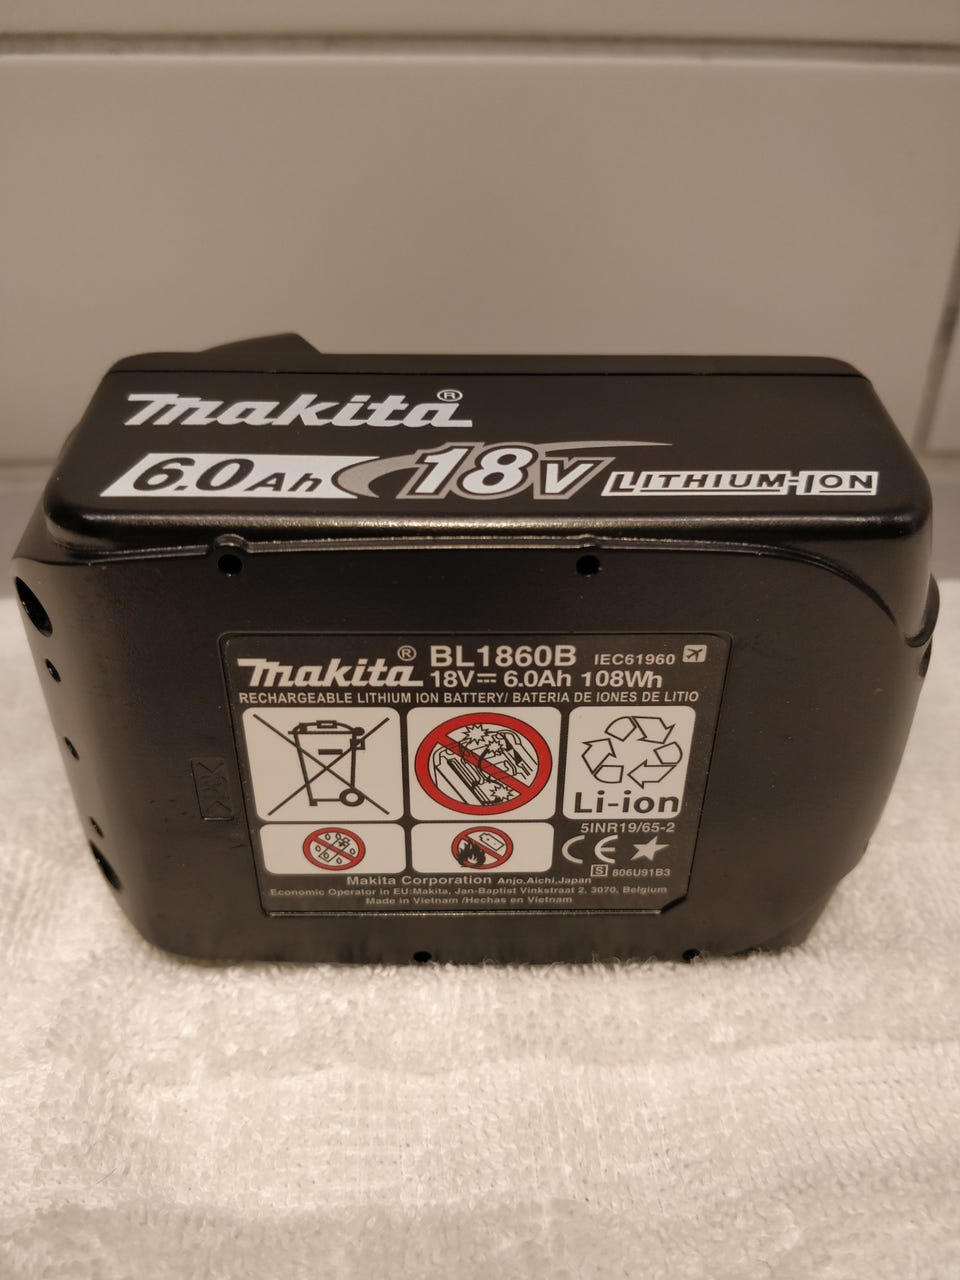 makita®
6.0Ah 18V LITHIUM-ION
makita® BL1860B IEC61960
18V⎓6.0Ah 108Wh
RECHARGEABLE LITHIUM ION BATTERY/ BATERIA DE IONES DE LITIO
Li-ion
5INR19/65-2
CE
S 806U91B3
Makita Corporation Anjo,Aichi,Japan
Economic Operator in EU:Makita, Jan-Baptist Vinkstraat 2, 3070, Belgium
Made in Vietnam /Hechas en Vietnam